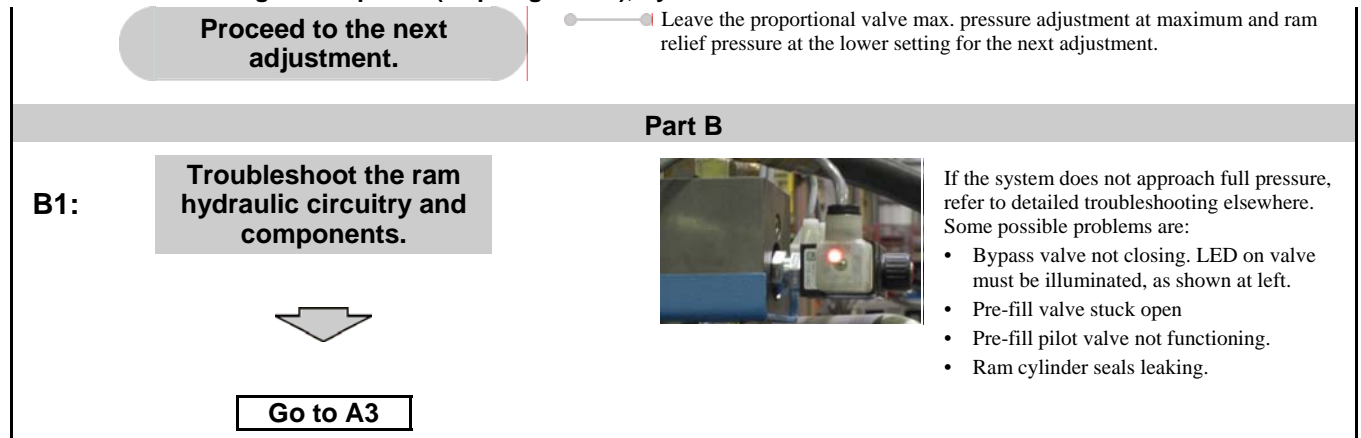 Proceed to the next
adjustment.
Leave the proportional valve max. pressure adjustment at maximum and ram
relief pressure at the lower setting for the next adjustment.
Part B
B1:
Troubleshoot the ram
hydraulic circuitry and
components.
Go to A3
If the system does not approach full pressure,
refer to detailed troubleshooting elsewhere.
Some possible problems are:
• Bypass valve not closing. LED on valve
must be illuminated, as shown at left.
• Pre-fill valve stuck open
• Pre-fill pilot valve not functioning.
• Ram cylinder seals leaking.